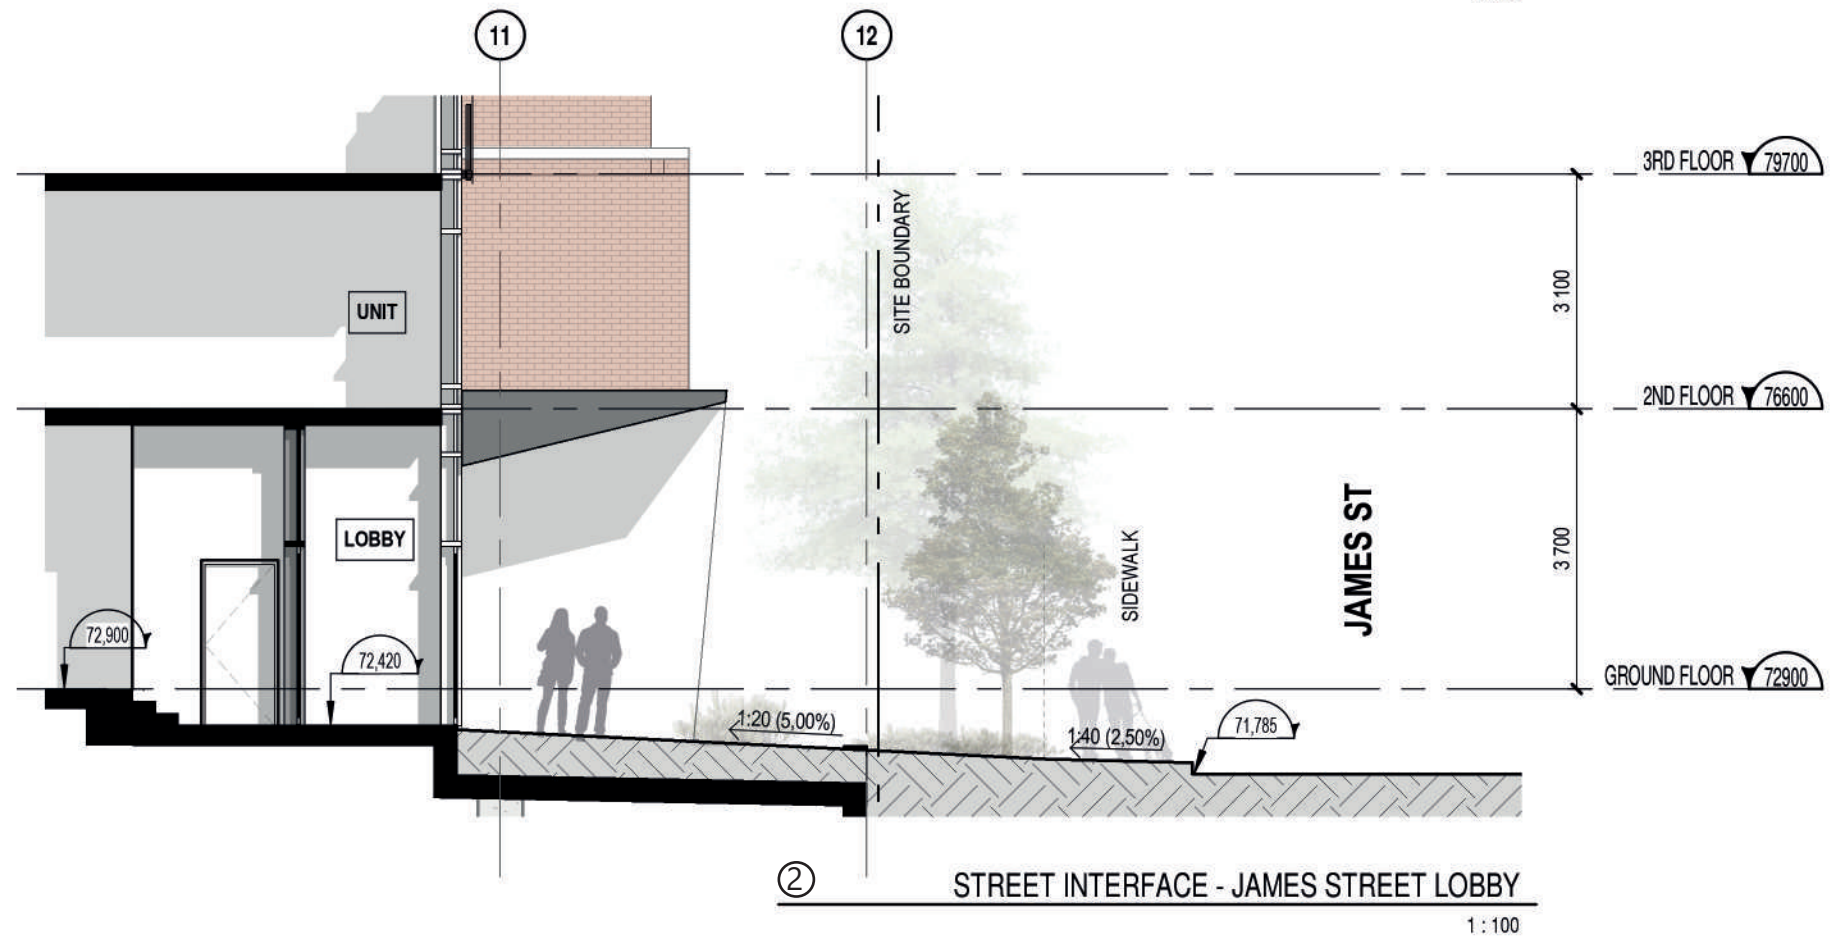 11
12
3RD FLOOR 79700
SITE BOUNDARY
3 100
UNIT
2ND FLOOR 76600
LOBBY
SIDEWALK
JAMES ST
3 700
72,900
72,420
GROUND FLOOR 72900
1:20 (5,00%)
1:40 (2,50%)
71,785
2 STREET INTERFACE - JAMES STREET LOBBY
1 : 100